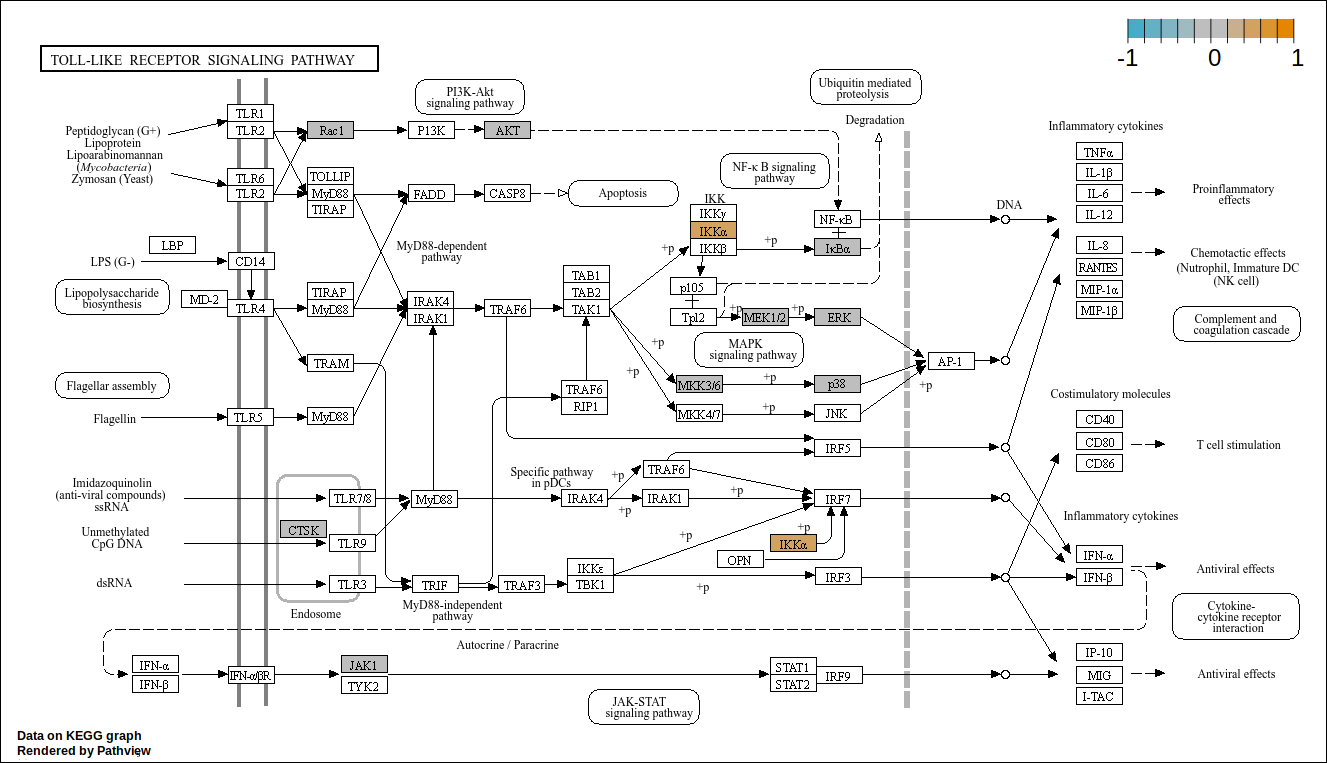 -1 0 1
TOLL-LIKE RECEPTOR SIGNALING PATHWAY
PI3K-Akt
signaling pathway
Ubiquitin mediated
proteolysis
Degradation
Peptidoglycan (G+)
Lipoprotein
Lipoarabinomannan
(Mycobacteria)
Zymosan (Yeast)
TLR1
TLR2
TLR6
TLR2
Rac1
P13K
AKT
TOLLIP
MyD88
TIRAP
FADD
CASP8
Apoptosis
NF-κ B signaling
pathway
IKK
IKKγ
IKKα
IKKβ
+p
+p
NF-κB
IκBα
DNA
Inflammatory cytokines
TNFα
IL-1β
IL-6
IL-12
Proinflammatory
effects
IL-8
RANTES
MIP-1α
MIP-1β
Chemotactic effects
(Nutrophil, Immature DC
(NK cell)
Complement and
coagulation cascade
LBP
LPS (G-)
CD14
Lipopolysaccharide
biosynthesis
MD-2
TLR4
TIRAP
MyD88
MyD88-dependent
pathway
IRAK4
IRAK1
TRAF6
TAB1
TAB2
TAK1
p105
Tpl2
+p
MEK1/2
+p
ERK
MAPK
signaling pathway
+p
+p
MKK3/6
+p
p38
MKK4/7
+p
JNK
+p
AP-1
TRAM
TRAF6
RIP1
Flagellar assembly
Flagellin
TLR5
MyD88
IRF5
Costimulatory molecules
CD40
CD80
CD86
T cell stimulation
Imidazoquinolin
(anti-viral compounds)
ssRNA
TLR7/8
MyD88
Specific pathway
in pDCs
IRAK4
+p
+p
TRAF6
IRAK1
+p
IRF7
Unmethylated
CpG DNA
CTSK
TLR9
+p
+p
IKKα
OPN
Inflammatory cytokines
IFN-α
IFN-β
Antiviral effects
dsRNA
TLR3
TRIF
TRAF3
IKKε
TBK1
+p
IRF3
Endosome
MyD88-independent
pathway
Cytokine-
cytokine receptor
interaction
Autocrine / Paracrine
IFN-α
IFN-β
IFN-α/βR
JAK1
TYK2
STAT1
STAT2
IRF9
IP-10
MIG
I-TAC
Antiviral effects
JAK-STAT
signaling pathway
Data on KEGG graph
Rendered by Pathview